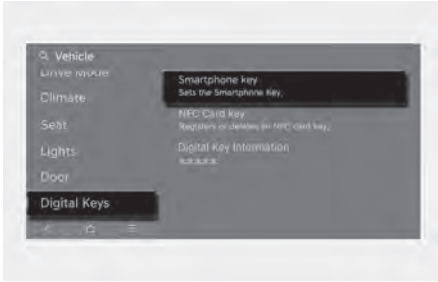 Vehicle
Drive Mode
Climate
Seat
Lights
Door
Digital Keys
Smartphone key
Sets the Smartphone Key.
NFC Card key
Registers or deletes an NFC card key.
Digital Key Information
*****